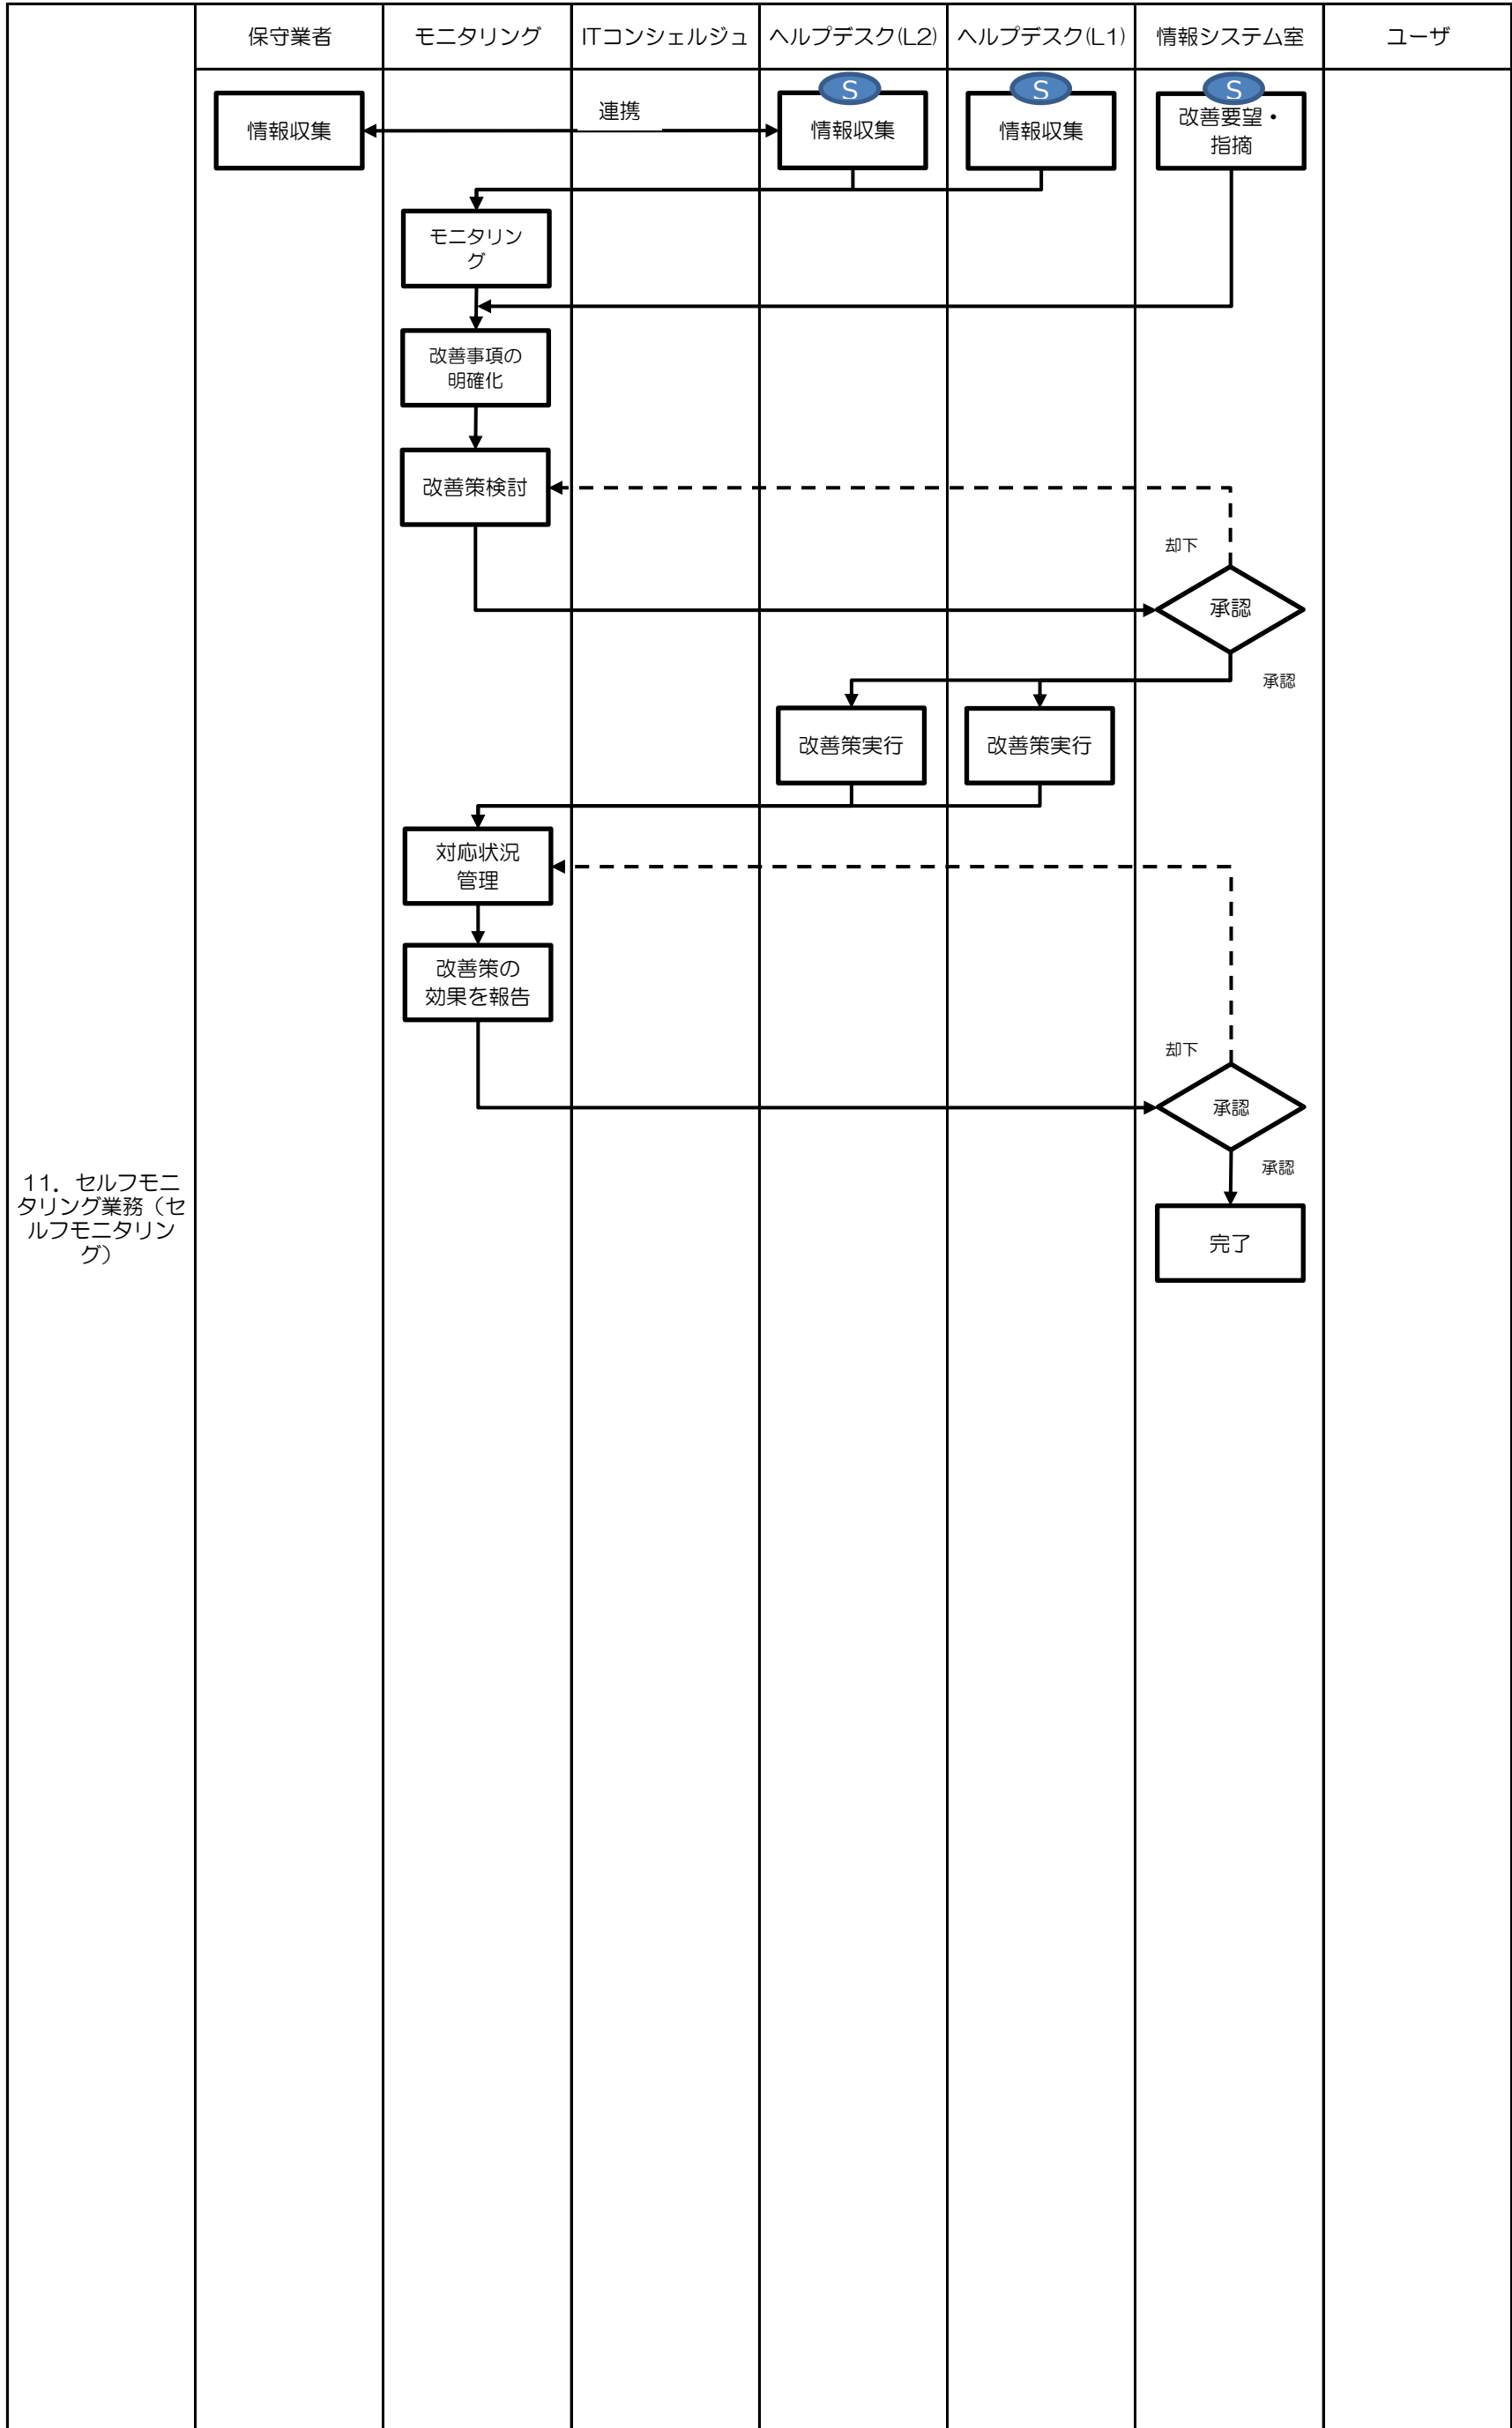 保守業者
モニタリング
ITコンシェルジュ
ヘルプデスク(L2)
ヘルプデスク(L1)
情報システム室
ユーザ
S
S
S
情報収集
連携
情報収集
情報収集
改善要望・
指摘
モニタリン
グ
改善事項の
明確化
改善策検討
却下
承認
承認
改善策実行
改善策実行
対応状況
管理
改善策の
効果を報告
却下
承認
承認
完了
11．セルフモニ
タリング業務（セ
ルフモニタリン
グ）